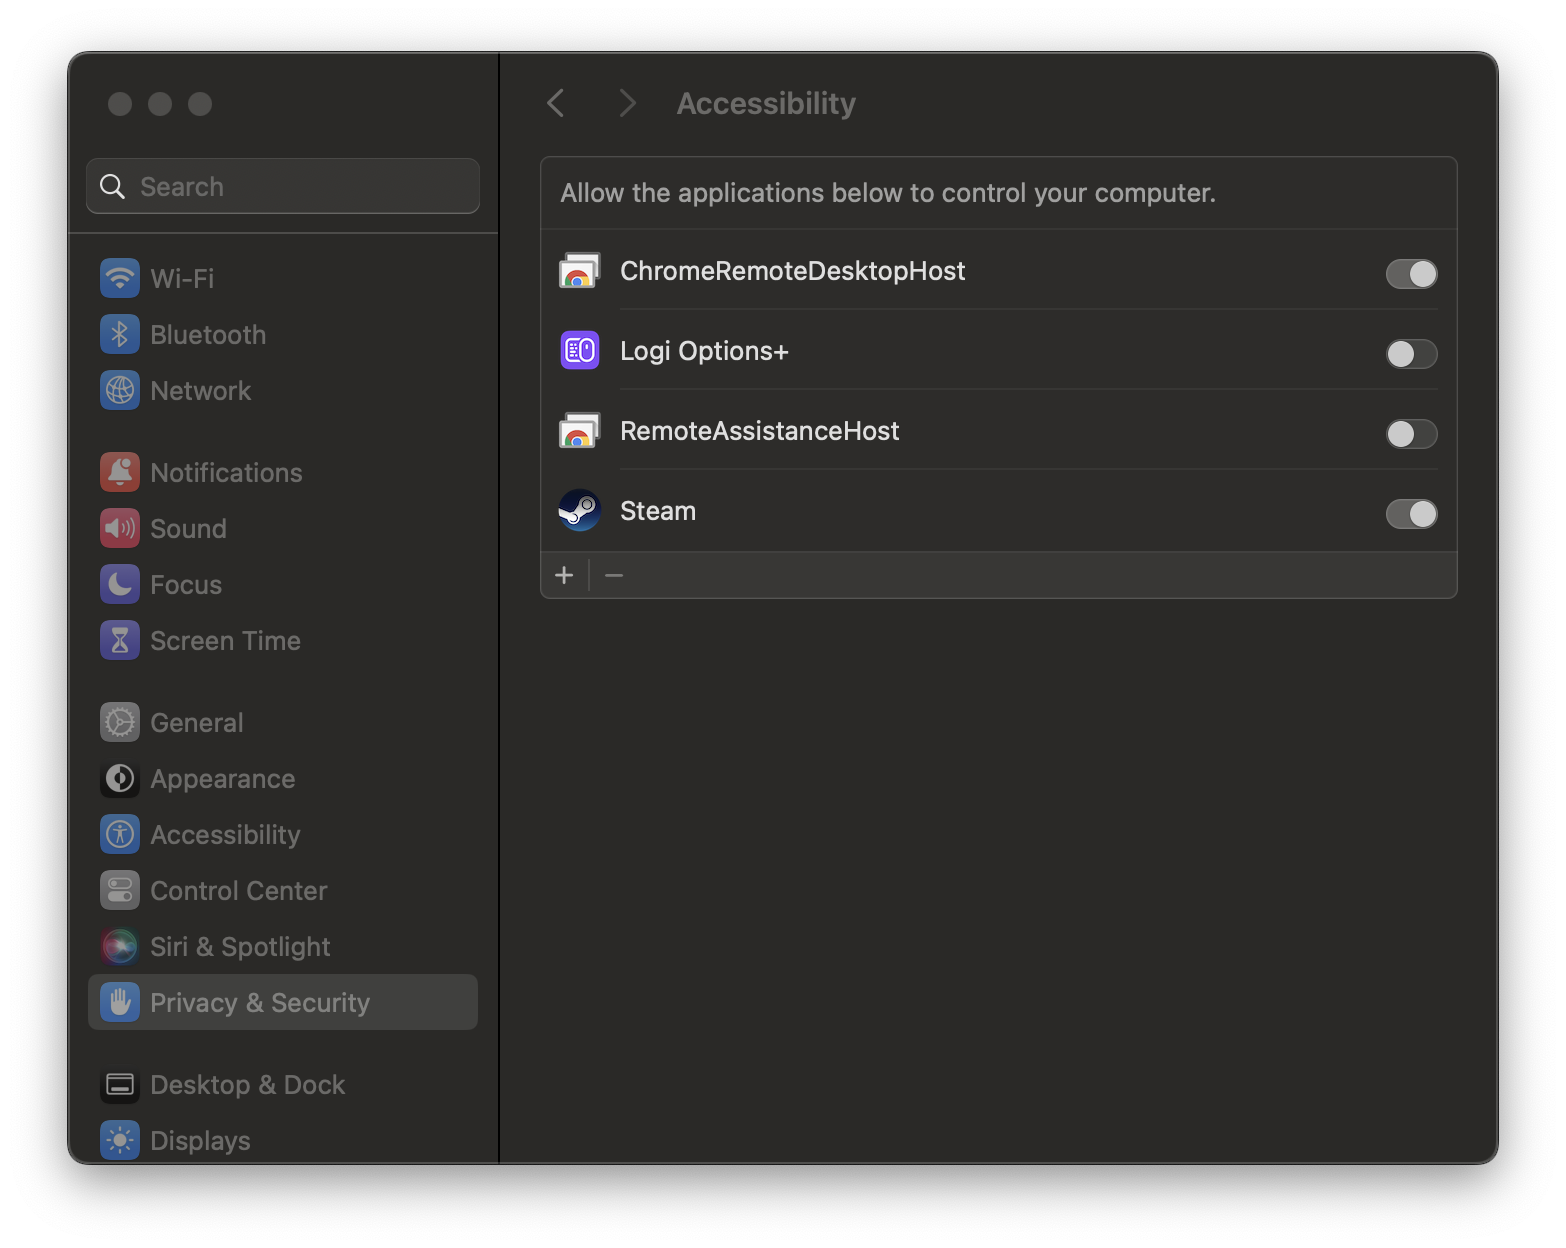 Search
Wi-Fi
Bluetooth
Network
Notifications
Sound
Focus
Screen Time
General
Appearance
Accessibility
Control Center
Siri & Spotlight
Privacy & Security
Desktop & Dock
Displays
Accessibility
Allow the applications below to control your computer.
ChromeRemoteDesktopHost
Logi Options+
RemoteAssistanceHost
Steam